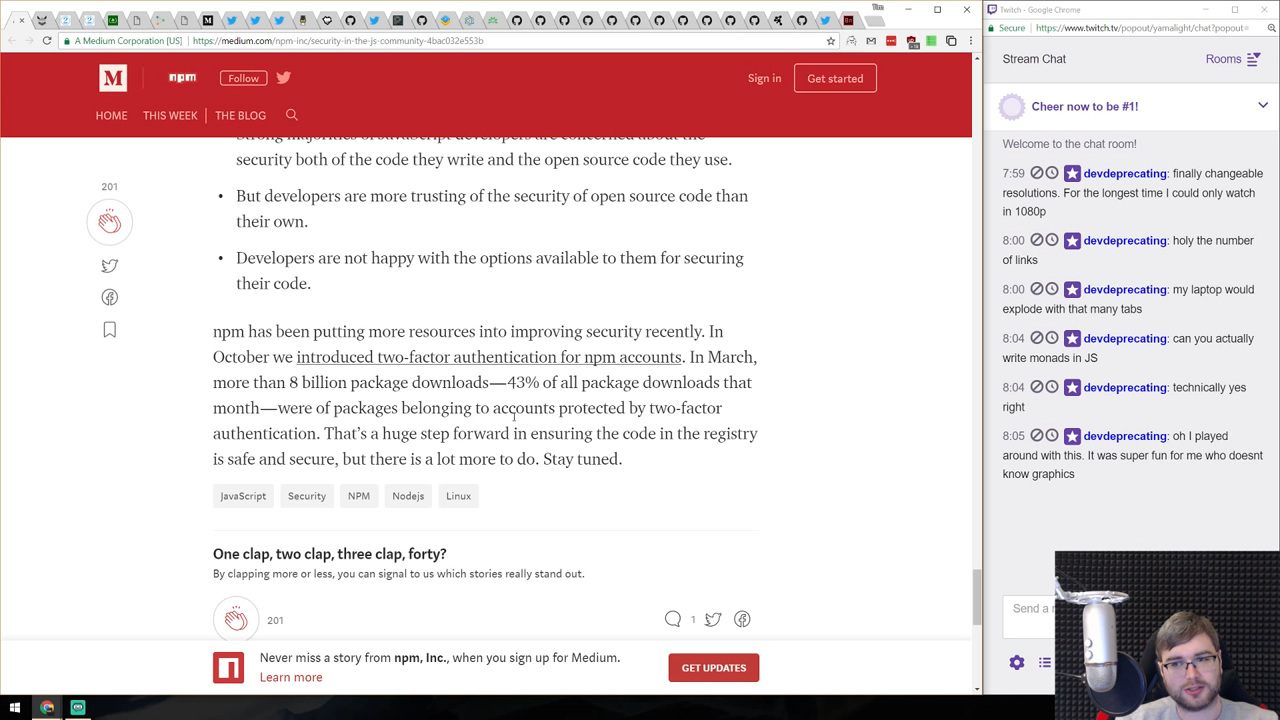 Tim
A Medium Corporation [US]
https://medium.com/npm-inc/security-in-the-js-community-4bac032e553b
M
npm
Follow
Sign in
Get started
HOME
THIS WEEK
THE BLOG
Strong majorities of JavaScript developers are concerned about the
security both of the code they write and the open source code they use.
• But developers are more trusting of the security of open source code than
their own.
• Developers are not happy with the options available to them for securing
their code.
201
npm has been putting more resources into improving security recently. In
October we introduced two-factor authentication for npm accounts. In March,
more than 8 billion package downloads—43% of all package downloads that
month—were of packages belonging to accounts protected by two-factor
authentication. That's a huge step forward in ensuring the code in the registry
is safe and secure, but there is a lot more to do. Stay tuned.
JavaScript
Security
NPM
Nodejs
Linux
One clap, two clap, three clap, forty?
By clapping more or less, you can signal to us which stories really stand out.
201
1
Never miss a story from npm, Inc., when you sign up for Medium.
Learn more
GET UPDATES
Twitch - Google Chrome
Secure
https://www.twitch.tv/popout/yamalight/chat?popout=
Stream Chat
Rooms
Cheer now to be #1!
Welcome to the chat room!
7:59 devdeprecating: finally changeable
resolutions. For the longest time I could only watch
in 1080p
8:00 devdeprecating: holy the number
of links
8:00 devdeprecating: my laptop would
explode with that many tabs
8:04 devdeprecating: can you actually
write monads in JS
8:04 devdeprecating: technically yes
right
8:05 devdeprecating: oh I played
around with this. It was super fun for me who doesnt
know graphics
Send a